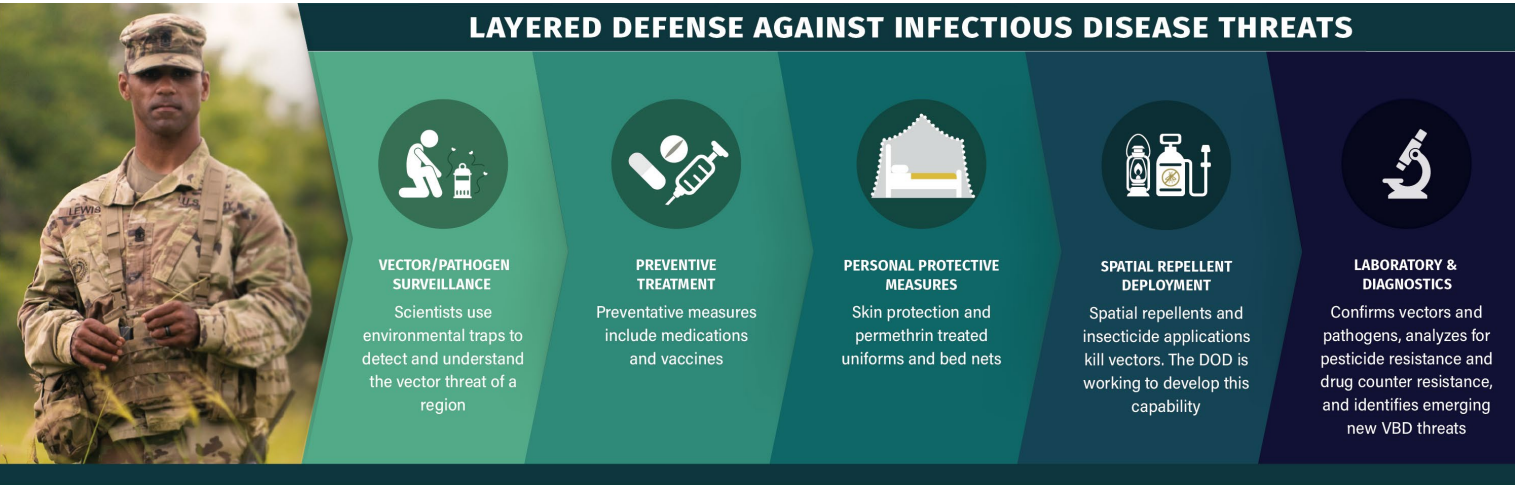 LAYERED DEFENSE AGAINST INFECTIOUS DISEASE THREATS
LEWIS
U.S.
VECTOR/PATHOGEN
SURVEILLANCE
Scientists use
environmental traps to
detect and understand
the vector threat of a
region
PREVENTIVE
TREATMENT
Preventative measures
include medications
and vaccines
PERSONAL PROTECTIVE
MEASURES
Skin protection and
permethrin treated
uniforms and bed nets
SPATIAL REPELLENT
DEPLOYMENT
Spatial repellents and
insecticide applications
kill vectors. The DOD is
working to develop this
capability
LABORATORY &
DIAGNOSTICS
Confirms vectors and
pathogens, analyzes for
pesticide resistance and
drug counter resistance,
and identifies emerging
new VBD threats